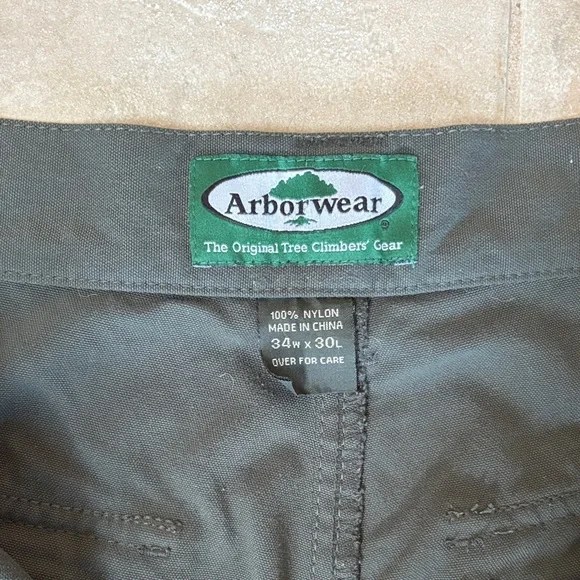 Arborwear®
The Original Tree Climbers' Gear
100% NYLON
MADE IN CHINA
34W X 30L
OVER FOR CARE